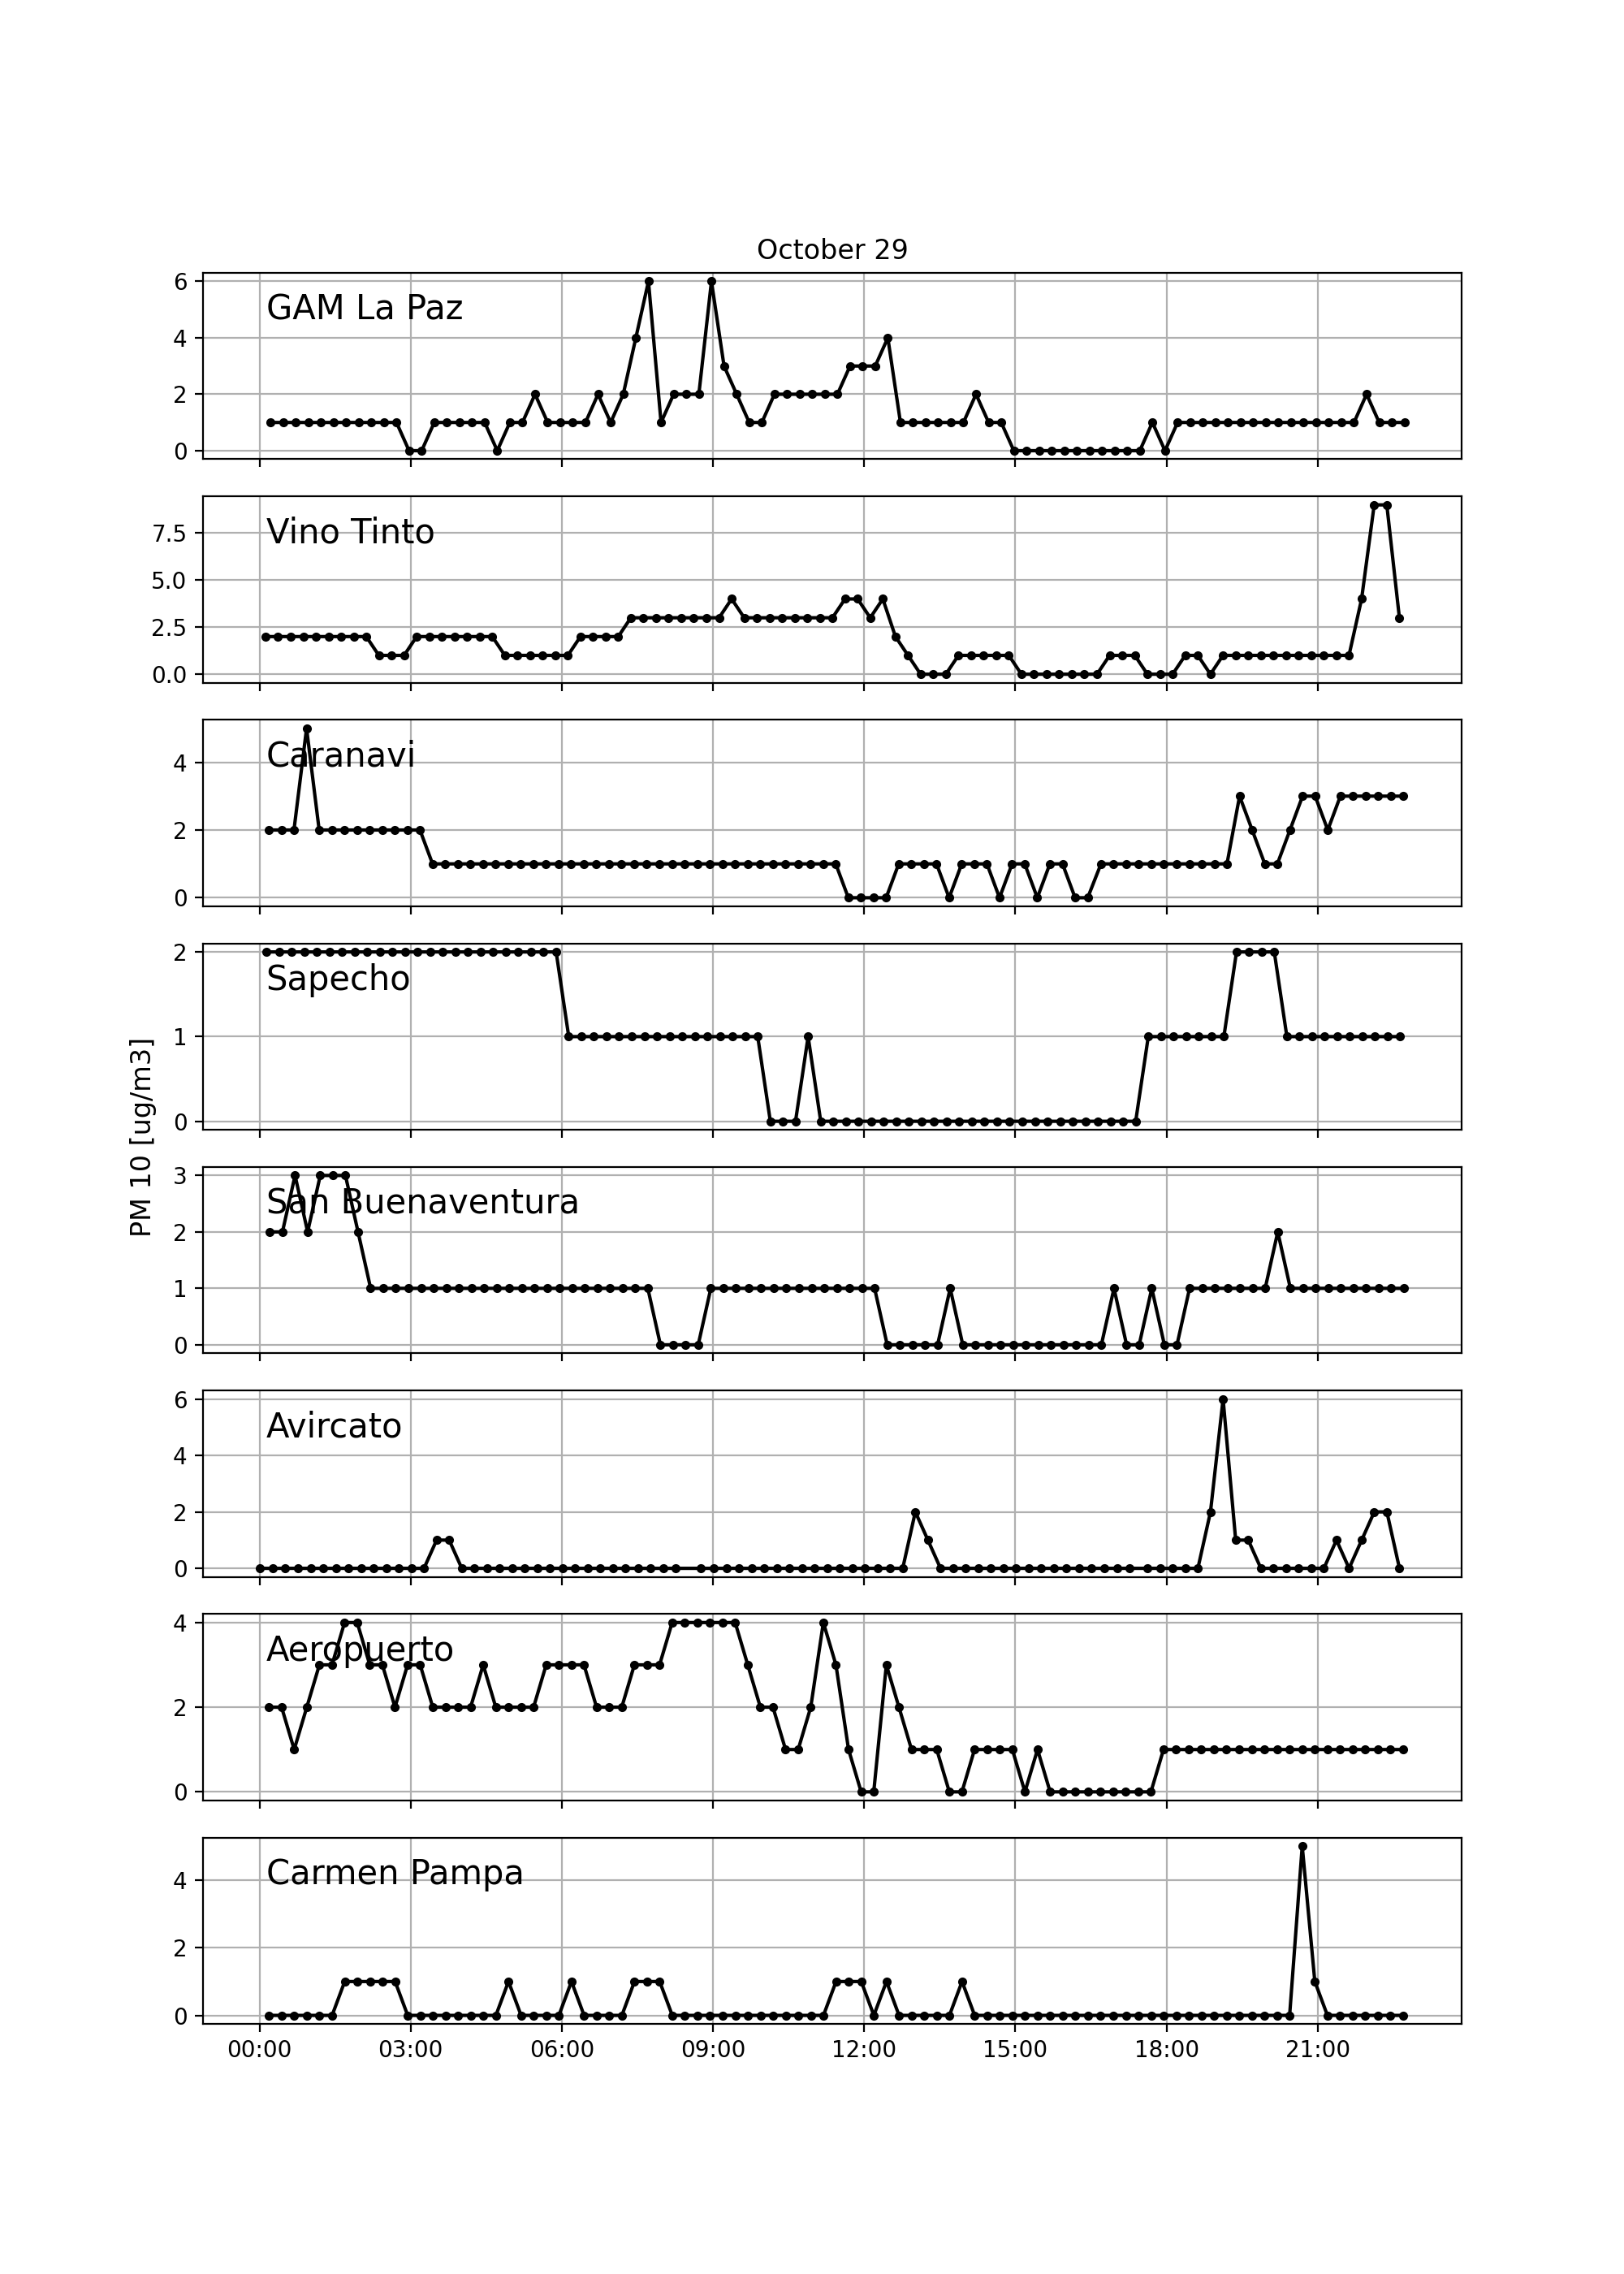 October 29
GAM La Paz
6
4
2
0
Vino Tinto
7.5
5.0
2.5
0.0
Caranavi
4
2
0
Sapecho
2
1
0
PM 10 [ug/m3]
San Buenaventura
3
2
1
0
Avircato
6
4
2
0
Aeropuerto
4
2
0
Carmen Pampa
4
2
0
00:00 03:00 06:00 09:00 12:00 15:00 18:00 21:00